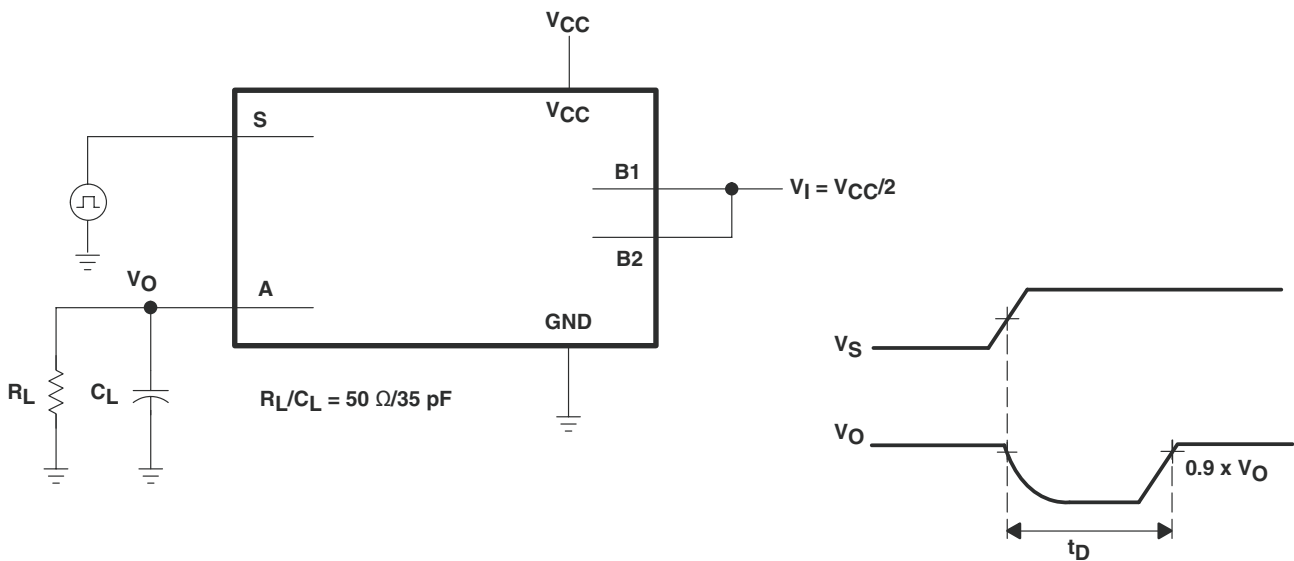 VCC
VCC
S
B1
VI = VCC/2
B2
VO
A
GND
RL
CL
RL/CL = 50 Ω/35 pF
VS
VO
0.9 x VO
tD